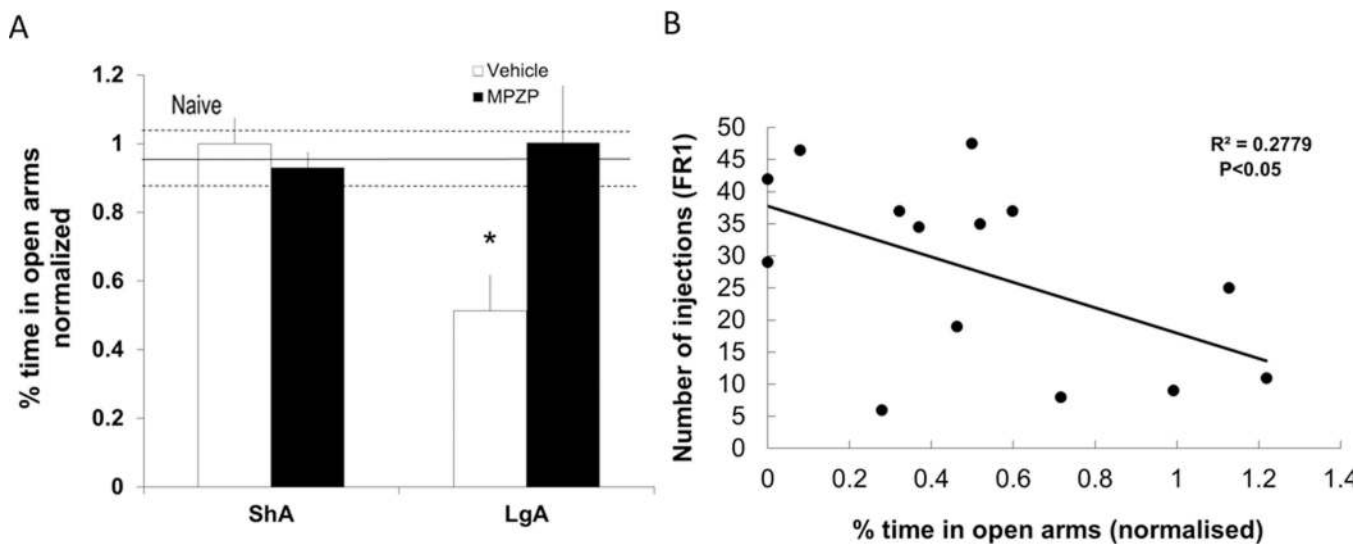 A
% time in open arms
normalized
1.2
1
0.8
0.6
0.4
0.2
0
Naive
Vehicle
MPZP
*
ShA
LgA
B
Number of injections (FR1)
50
45
40
35
30
25
20
15
10
5
0
R² = 0.2779
P<0.05
0 0.2 0.4 0.6 0.8 1 1.2 1.4
% time in open arms (normalised)